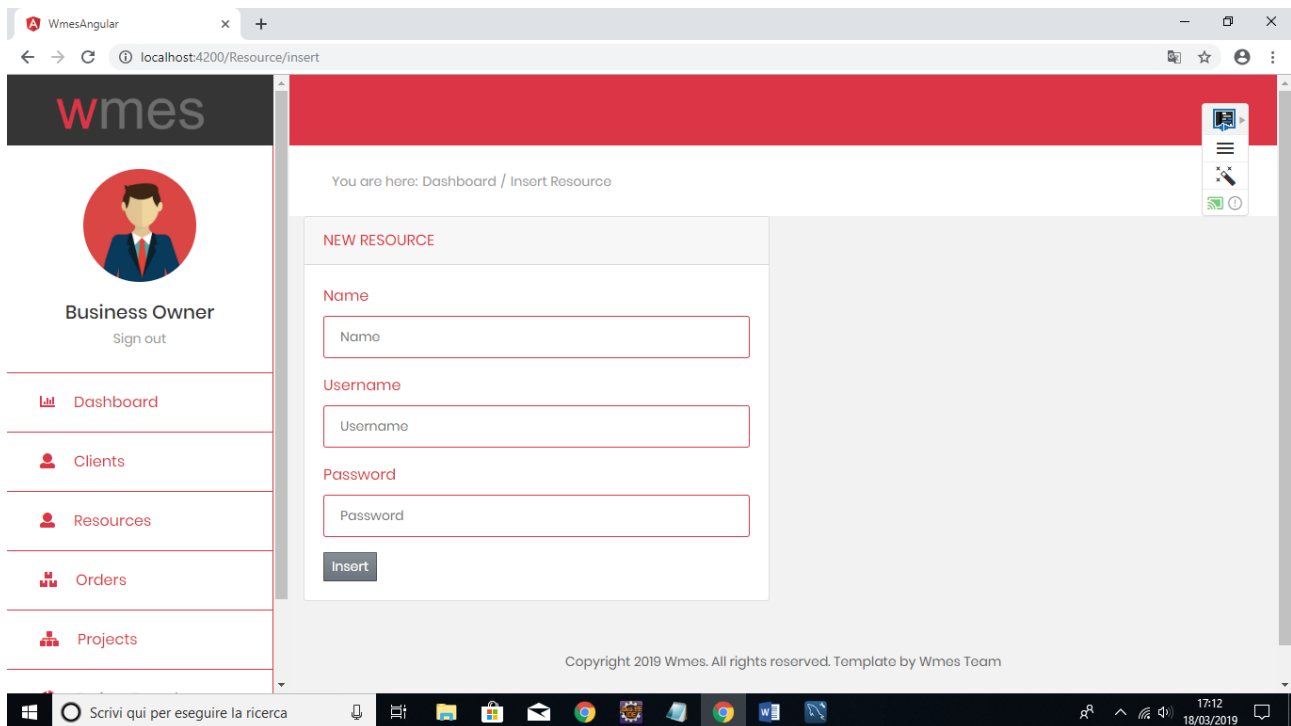 WmesAngular
localhost:4200/Resource/insert
wmes
You are here: Dashboard / Insert Resource
Business Owner
Sign out
Dashboard
Clients
Resources
Orders
Projects
NEW RESOURCE
Name
Name
Username
Username
Password
Password
Insert
Copyright 2019 Wmes. All rights reserved. Template by Wmes Team
Scrivi qui per eseguire la ricerca
17:12
18/03/2019